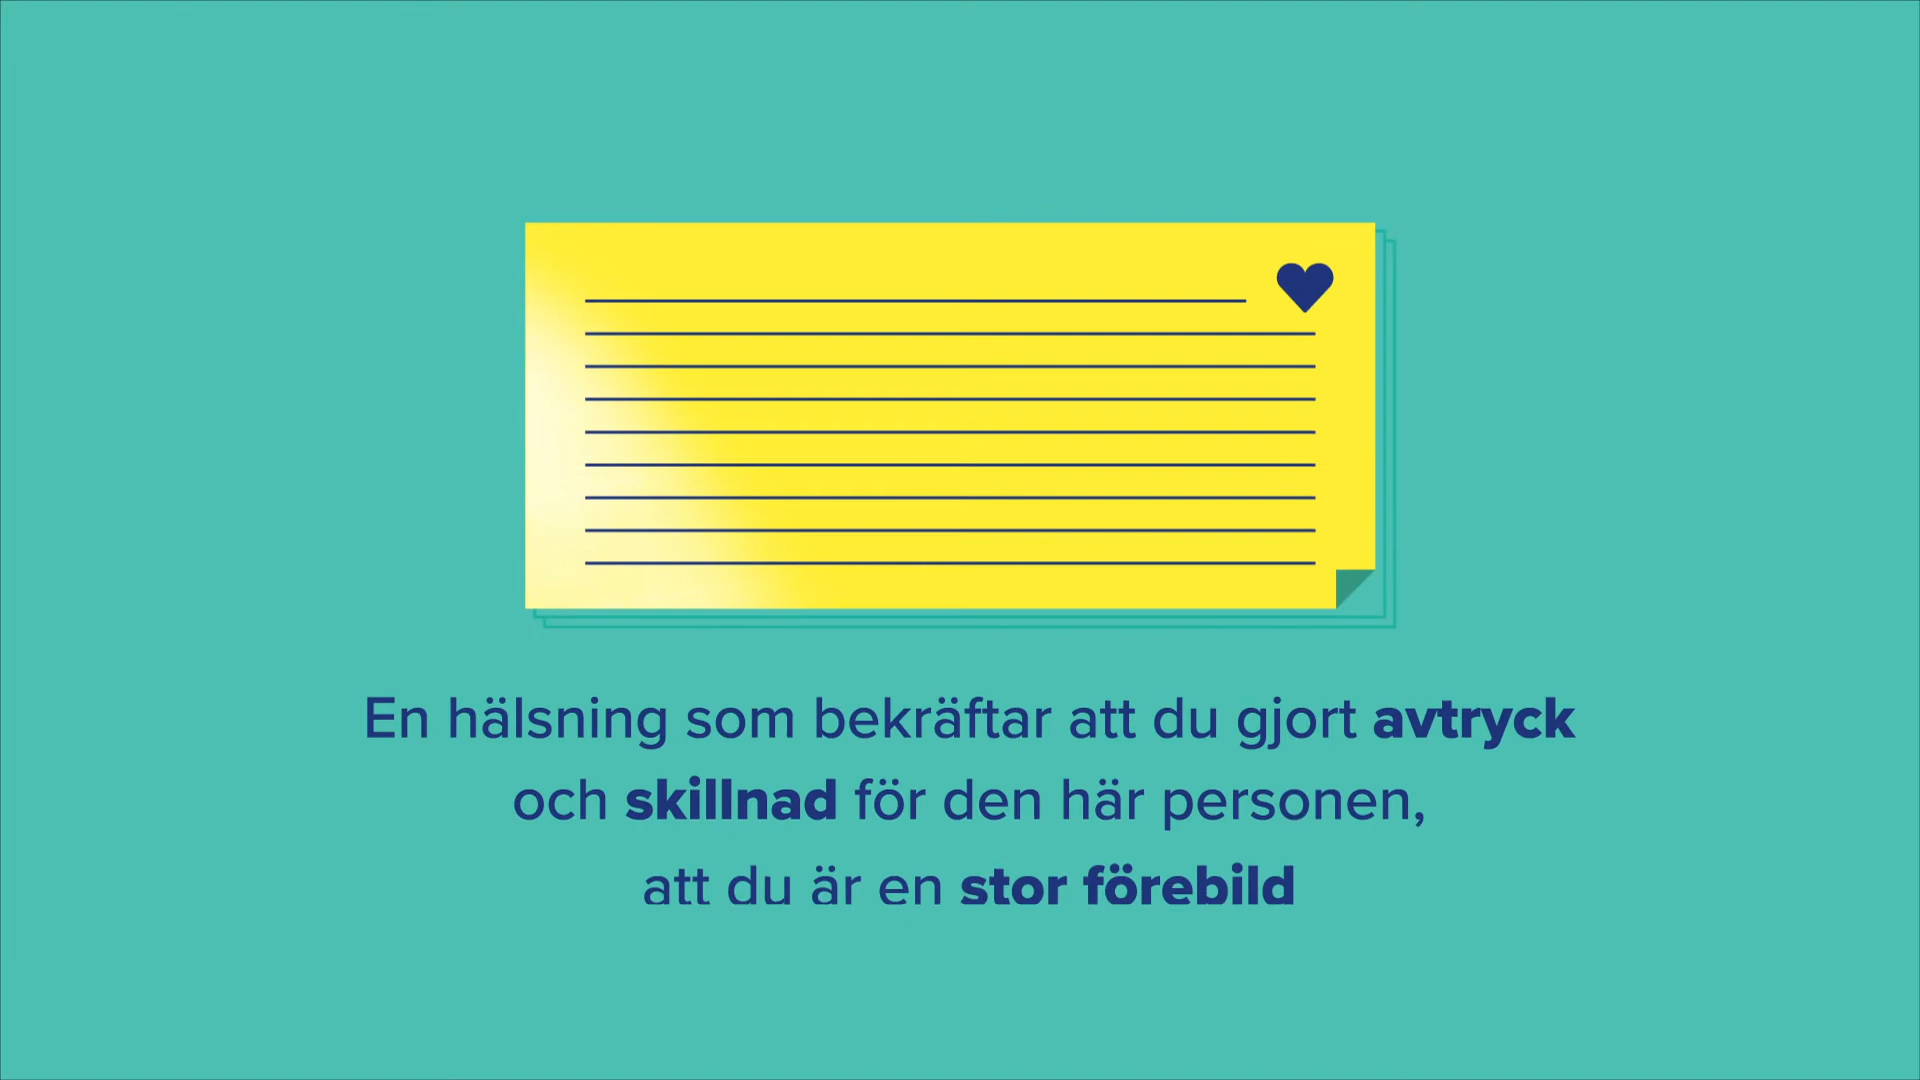 En hälsning som bekräftar att du gjort avtryck
och skillnad för den här personen,
att du är en stor förebild